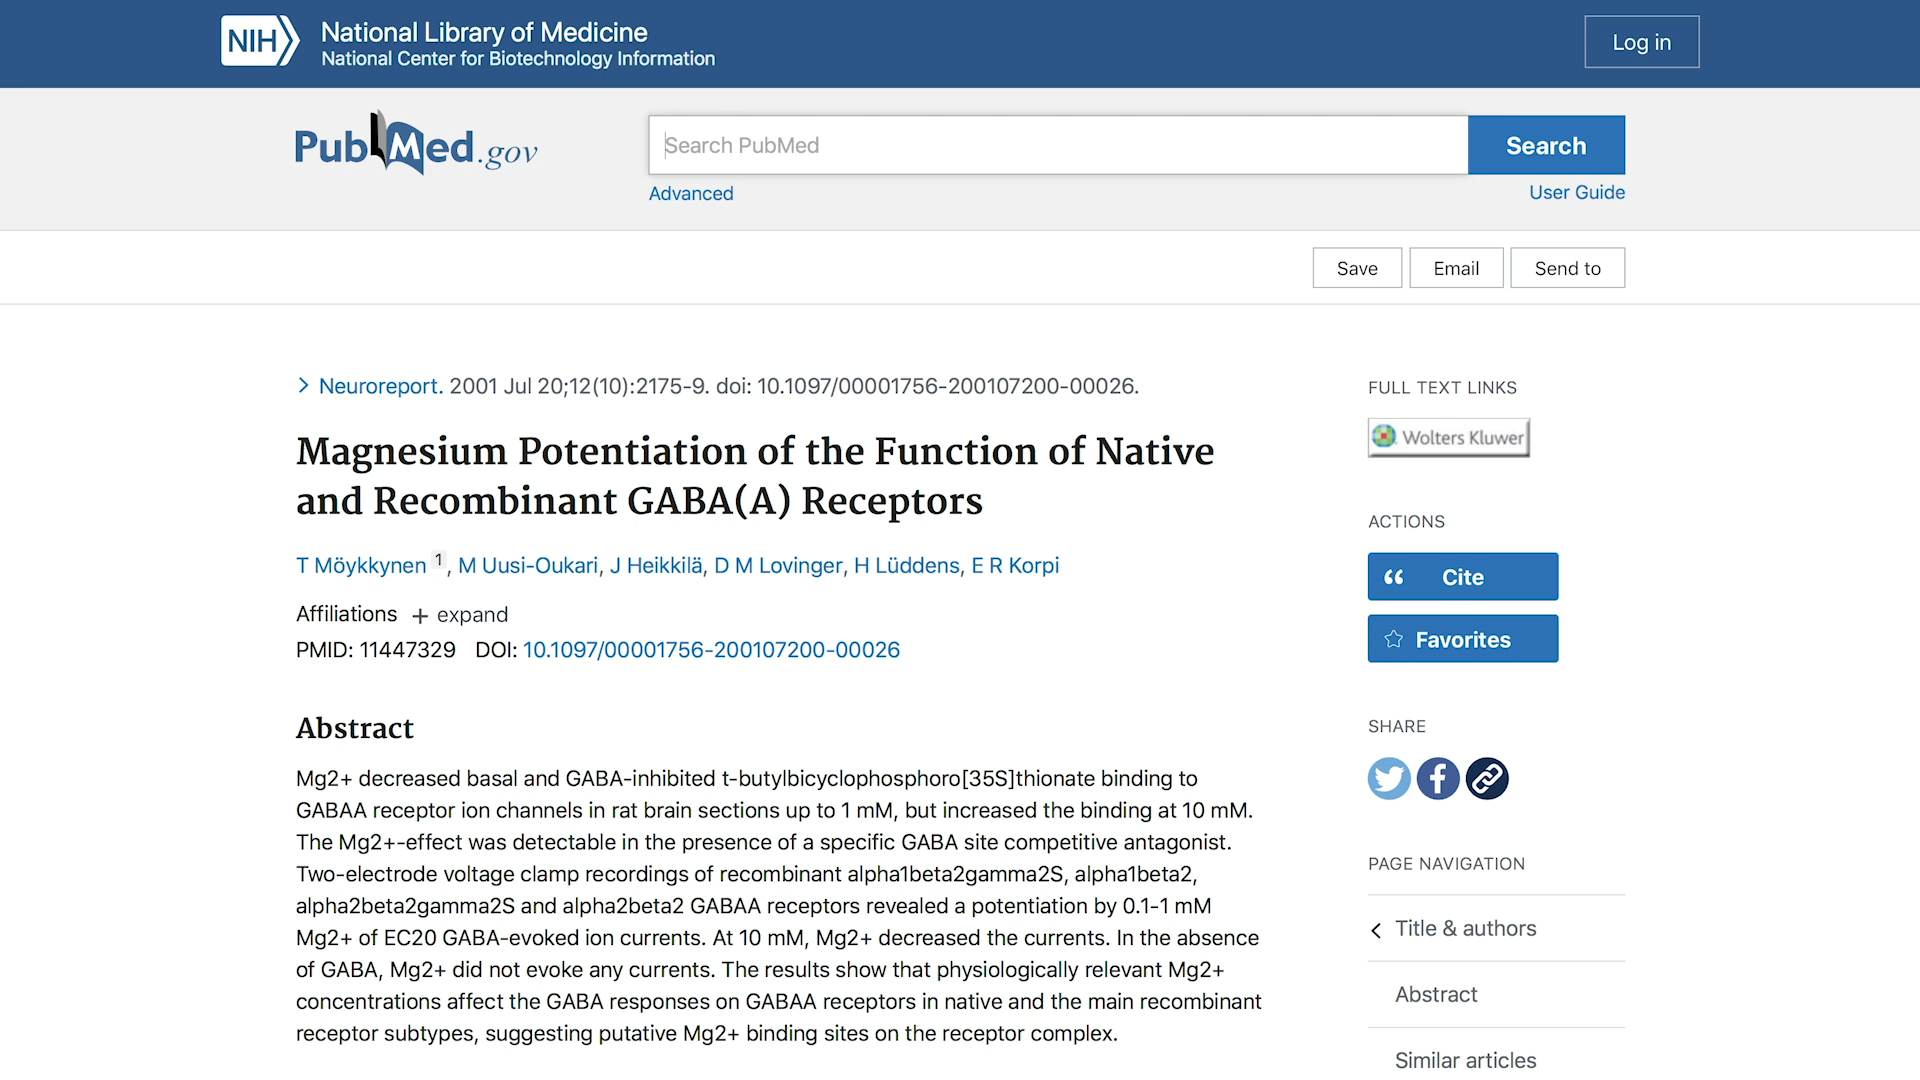 NIH
National Library of Medicine
National Center for Biotechnology Information
Log in
PubMed.gov
Search PubMed
Search
Advanced
User Guide
Save
Email
Send to
Neuroreport. 2001 Jul 20;12(10):2175-9. doi: 10.1097/00001756-200107200-00026.
Magnesium Potentiation of the Function of Native
and Recombinant GABA(A) Receptors
T Möykkynen 1, M Uusi-Oukari, J Heikkilä, D M Lovinger, H Lüddens, E R Korpi
Affiliations + expand
PMID: 11447329 DOI: 10.1097/00001756-200107200-00026
Abstract
Mg2+ decreased basal and GABA-inhibited t-butylbicyclophosphoro[35S]thionate binding to
GABAA receptor ion channels in rat brain sections up to 1 mM, but increased the binding at 10 mM.
The Mg2+-effect was detectable in the presence of a specific GABA site competitive antagonist.
Two-electrode voltage clamp recordings of recombinant alpha1beta2gamma2S, alpha1beta2,
alpha2beta2gamma2S and alpha2beta2 GABAA receptors revealed a potentiation by 0.1-1 mM
Mg2+ of EC20 GABA-evoked ion currents. At 10 mM, Mg2+ decreased the currents. In the absence
of GABA, Mg2+ did not evoke any currents. The results show that physiologically relevant Mg2+
concentrations affect the GABA responses on GABAA receptors in native and the main recombinant
receptor subtypes, suggesting putative Mg2+ binding sites on the receptor complex.
FULL TEXT LINKS
Wolters Kluwer
ACTIONS
Cite
Favorites
SHARE
PAGE NAVIGATION
Title & authors
Abstract
Similar articles